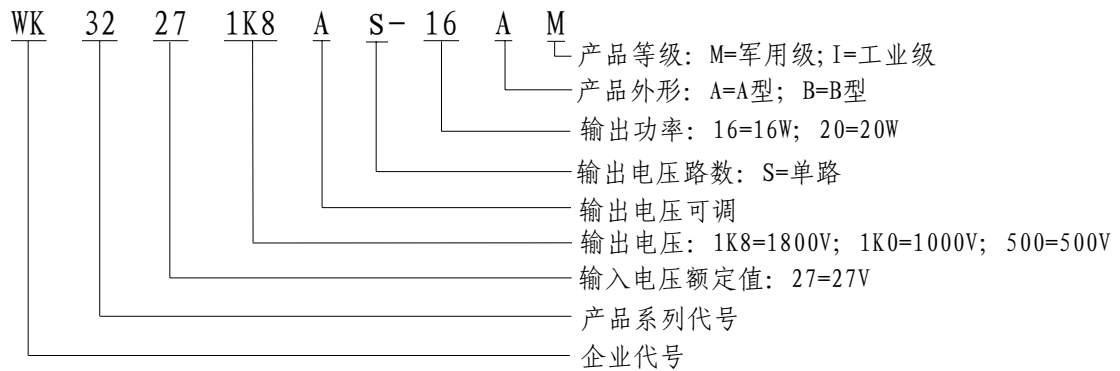 WK 32 27 1K8 A S-16 A M
产品等级: M=军用级; I=工业级
产品外形: A=A型; B=B型
输出功率: 16=16W; 20=20W
输出电压路数: S=单路
输出电压可调
输出电压: 1K8=1800V; 1K0=1000V; 500=500V
输入电压额定值: 27=27V
产品系列代号
企业代号